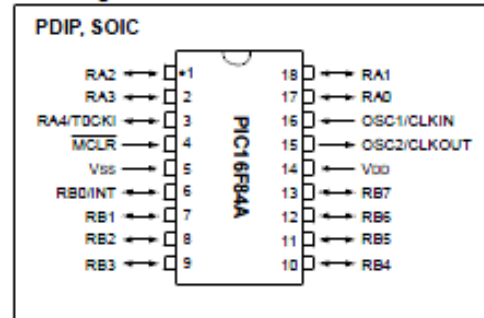 PDIP, SOIC
RA2 •1 18 RA1
RA3 2 17 RA0
RA4/T0CKI 3 16 OSC1/CLKIN
MCLR 4 15 OSC2/CLKOUT
VSS 5 14 VDD
RB0/INT 6 13 RB7
RB1 7 12 RB6
RB2 8 11 RB5
RB3 9 10 RB4
PIC16F84A